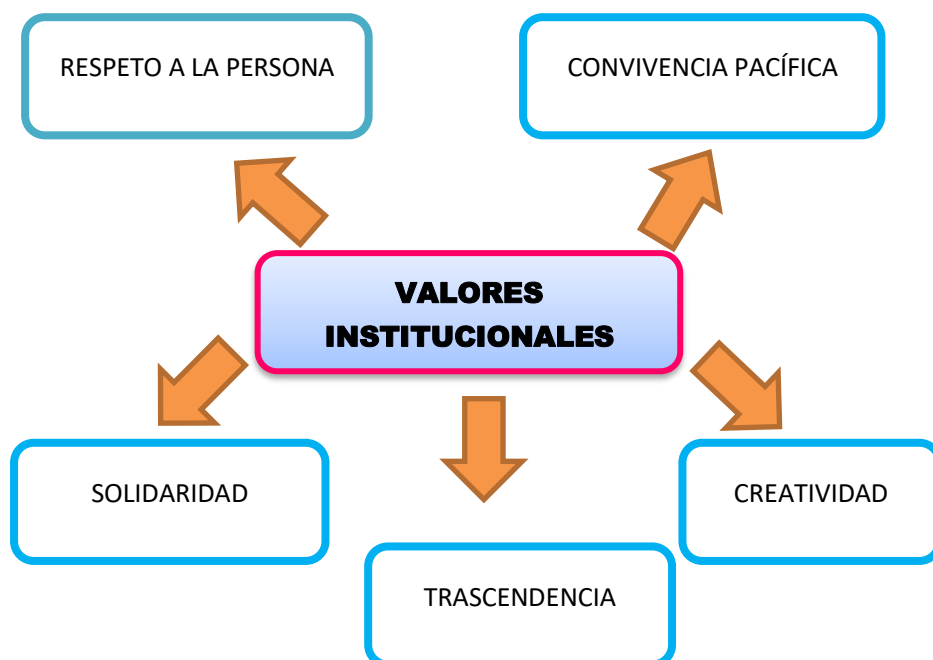 RESPETO A LA PERSONA
CONVIVENCIA PACÍFICA
VALORES
INSTITUCIONALES
SOLIDARIDAD
CREATIVIDAD
TRASCENDENCIA